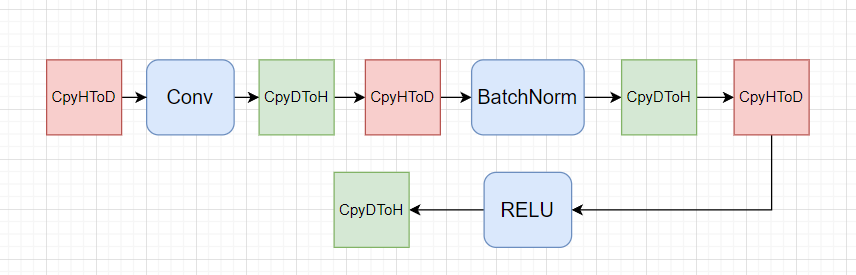 CpyHToD
Conv
CpyDToH
CpyHToD
BatchNorm
CpyDToH
CpyHToD
RELU
CpyDToH